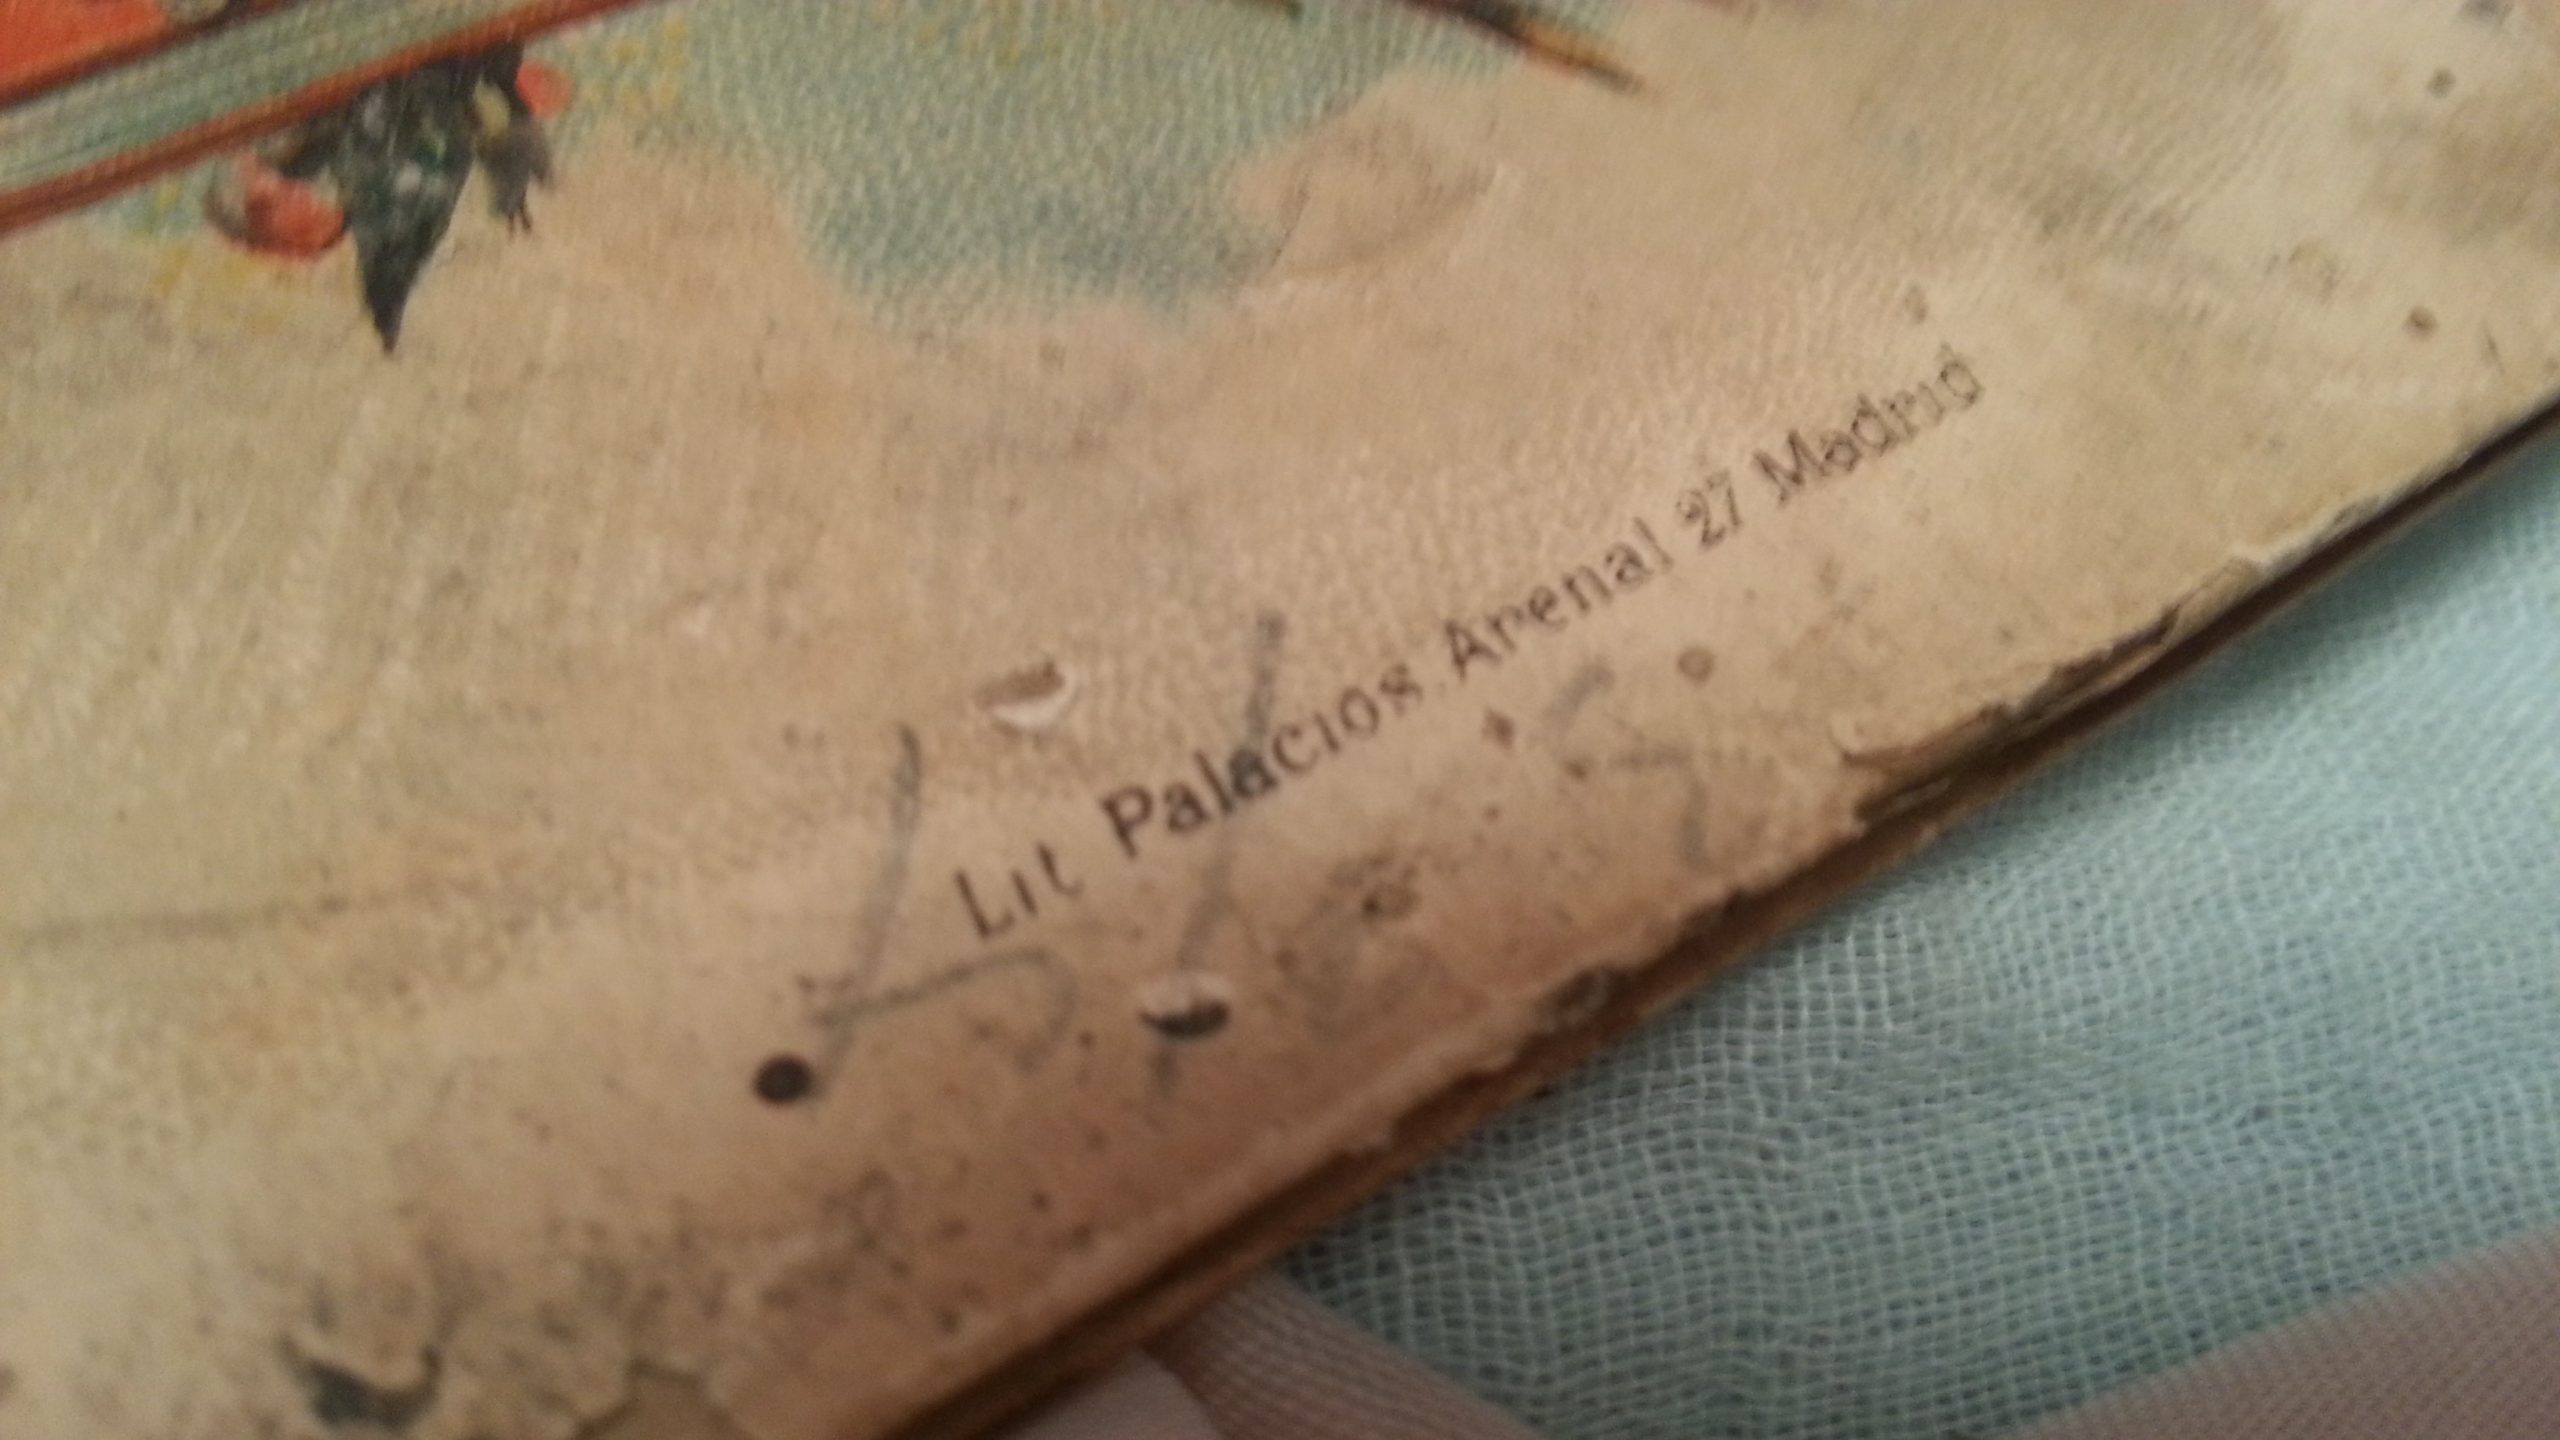 Lit Palacios. Arenal 27 Madrid